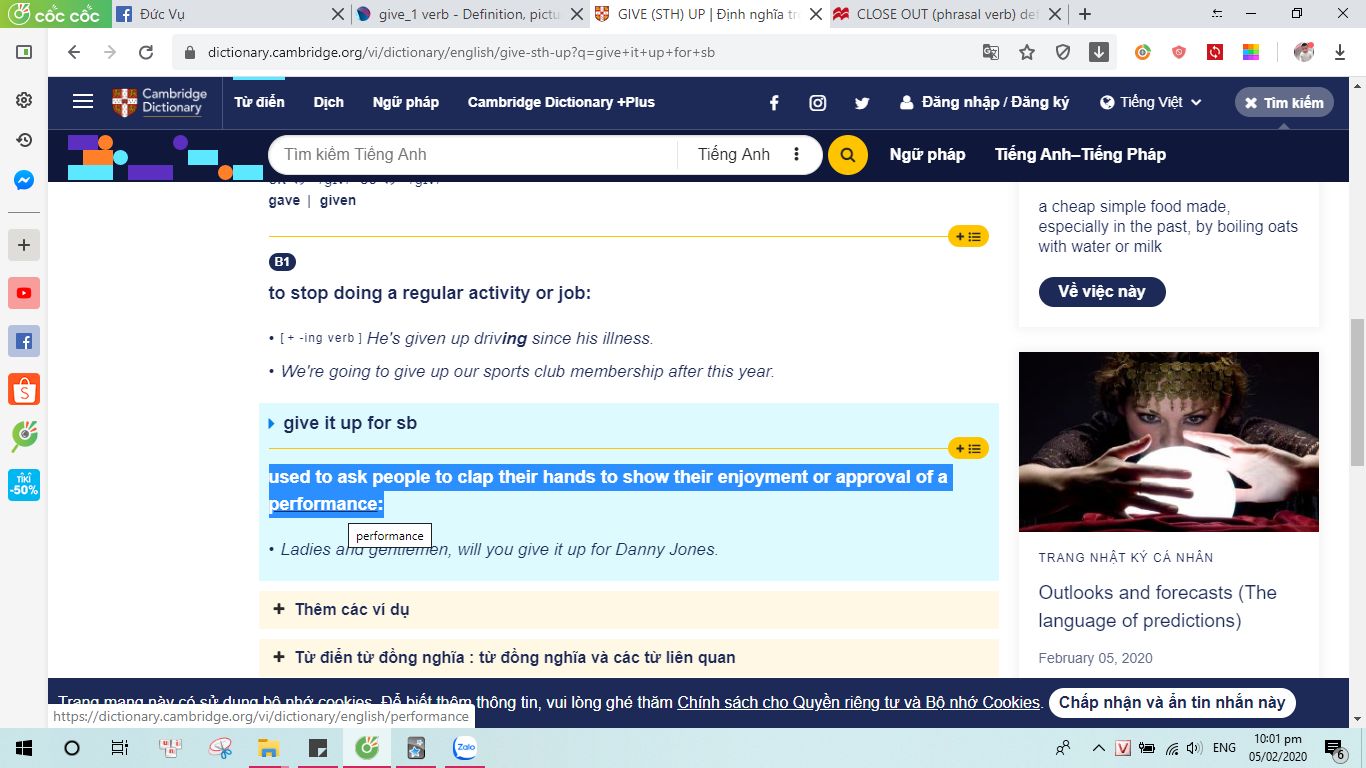 cốc cốc
Đức Vụ
give_1 verb - Definition, pictu
GIVE (STH) UP | Định nghĩa tro
CLOSE OUT (phrasal verb) def
dictionary.cambridge.org/vi/dictionary/english/give-sth-up?q=give+it+up+for+sb
Cambridge
Dictionary
Từ điển
Dịch
Ngữ pháp
Cambridge Dictionary +Plus
Đăng nhập / Đăng ký
Tiếng Việt
Tìm kiếm
Tìm kiếm Tiếng Anh
Tiếng Anh
Ngữ pháp
Tiếng Anh–Tiếng Pháp
gave | given
B1
to stop doing a regular activity or job:
• [ + -ing verb ] He's given up driving since his illness.
• We're going to give up our sports club membership after this year.
give it up for sb
used to ask people to clap their hands to show their enjoyment or approval of a
performance:
performance
• Ladies and gentlemen, will you give it up for Danny Jones.
+ Thêm các ví dụ
+ Từ điển từ đồng nghĩa : từ đồng nghĩa và các từ liên quan
a cheap simple food made,
especially in the past, by boiling oats
with water or milk
Về việc này
TRANG NHẬT KÝ CÁ NHÂN
Outlooks and forecasts (The
language of predictions)
February 05, 2020
TIKI
-50%
Trang mạng này có sử dụng bộ nhớ cookies. Để biết thêm thông tin, vui lòng ghé thăm Chính sách cho Quyền riêng tư và Bộ nhớ Cookies.
Chấp nhận và ẩn tin nhắn này
https://dictionary.cambridge.org/vi/dictionary/english/performance
Zalo
V
ENG
10:01 pm
05/02/2020
6